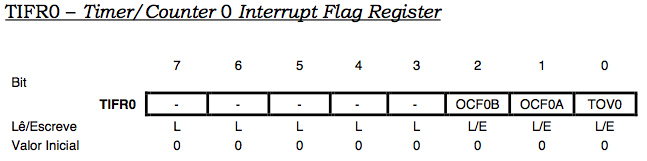 TIFR0 – Timer/Counter 0 Interrupt Flag Register
7 6 5 4 3 2 1 0
Bit
TIFR0 - - - - - OCF0B OCF0A TOV0
Lê/Escreve L L L L L L/E L/E L/E
Valor Inicial 0 0 0 0 0 0 0 0